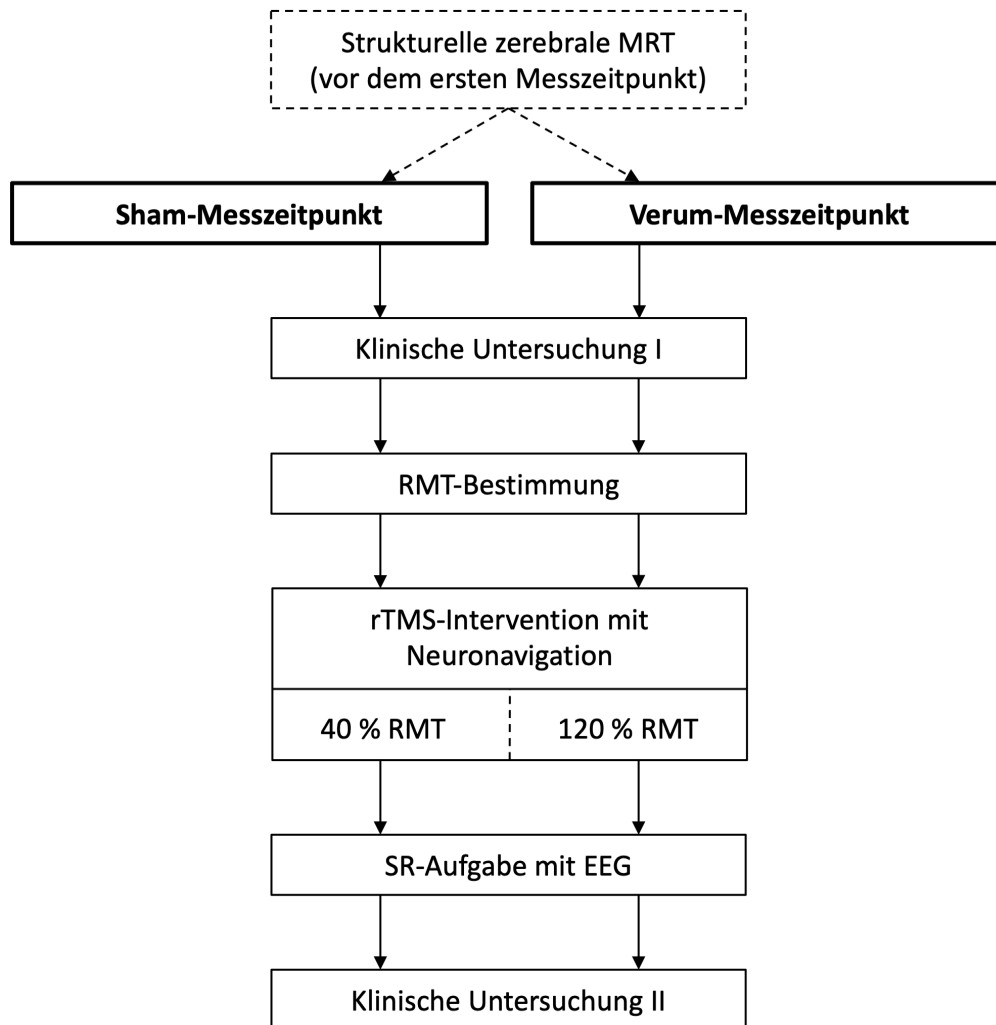 Strukturelle zerebrale MRT
(vor dem ersten Messzeitpunkt)
Sham-Messzeitpunkt
Verum-Messzeitpunkt
Klinische Untersuchung I
RMT-Bestimmung
rTMS-Intervention mit
Neuronavigation
40 % RMT
120 % RMT
SR-Aufgabe mit EEG
Klinische Untersuchung II